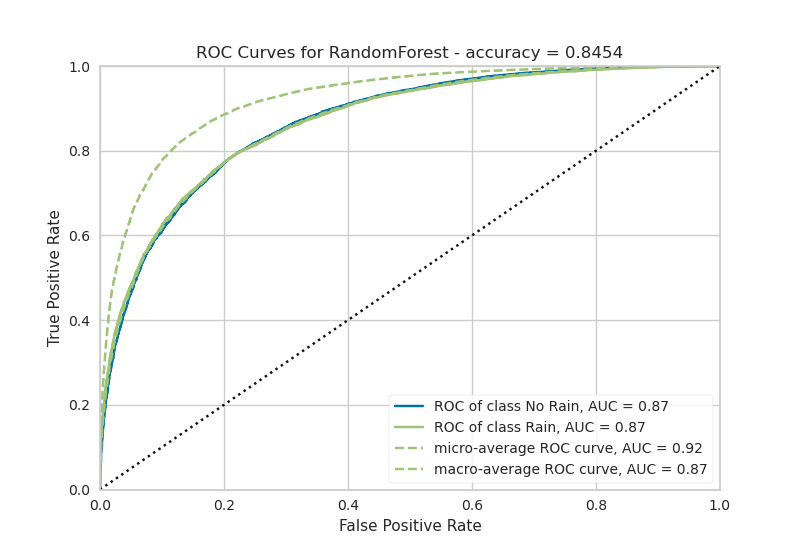 ROC Curves for RandomForest - accuracy = 0.8454
1.0
0.8
0.6
0.4
0.2
0.0
True Positive Rate
0.0 0.2 0.4 0.6 0.8 1.0
False Positive Rate
ROC of class No Rain, AUC = 0.87
ROC of class Rain, AUC = 0.87
micro-average ROC curve, AUC = 0.92
macro-average ROC curve, AUC = 0.87